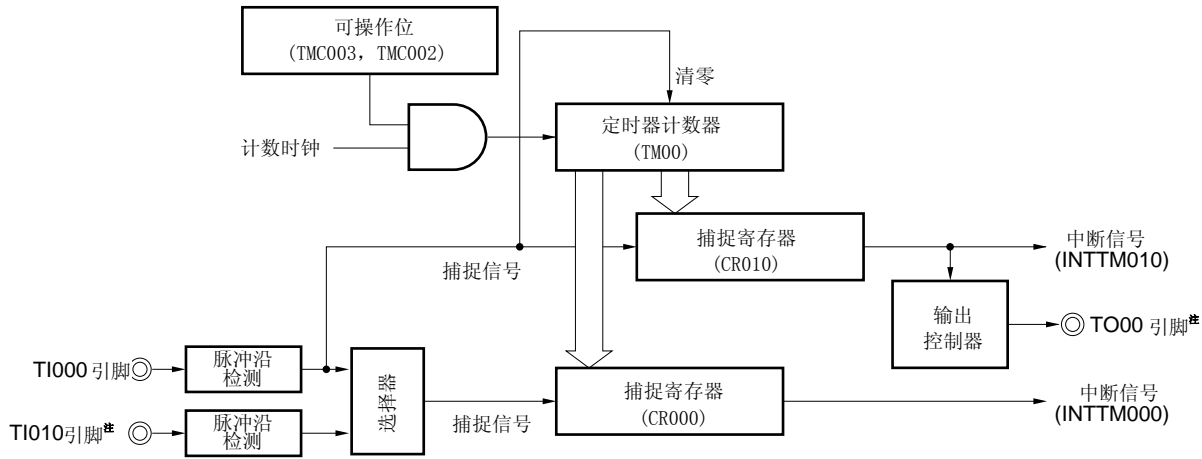 可操作位
(TMC003，TMC002)
清零
定时器计数器
(TM00)
计数时钟
捕捉寄存器
(CR010)
中断信号
(INTTM010)
捕捉信号
输出
控制器
TO00 引脚注
TI000 引脚
脉冲沿
检测
选择器
捕捉寄存器
(CR000)
中断信号
(INTTM000)
捕捉信号
TI010引脚注
脉冲沿
检测